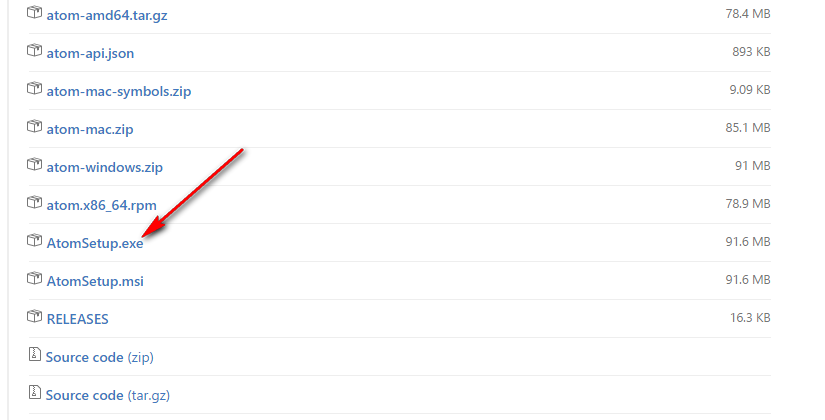 atom-amd64.tar.gz 78.4 MB
atom-api.json 893 KB
atom-mac-symbols.zip 9.09 KB
atom-mac.zip 85.1 MB
atom-windows.zip 91 MB
atom.x86_64.rpm 78.9 MB
AtomSetup.exe 91.6 MB
AtomSetup.msi 91.6 MB
RELEASES 16.3 KB
Source code (zip)
Source code (tar.gz)